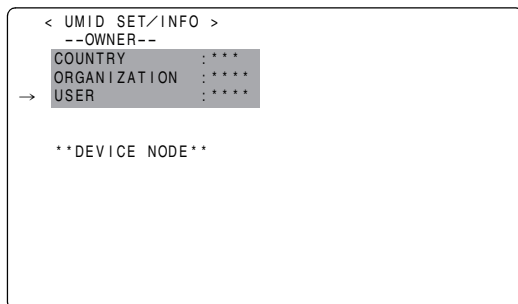 < UMID SET/INFO >
--OWNER--
COUNTRY :***
ORGANIZATION :****
→ USER :****
**DEVICE NODE**